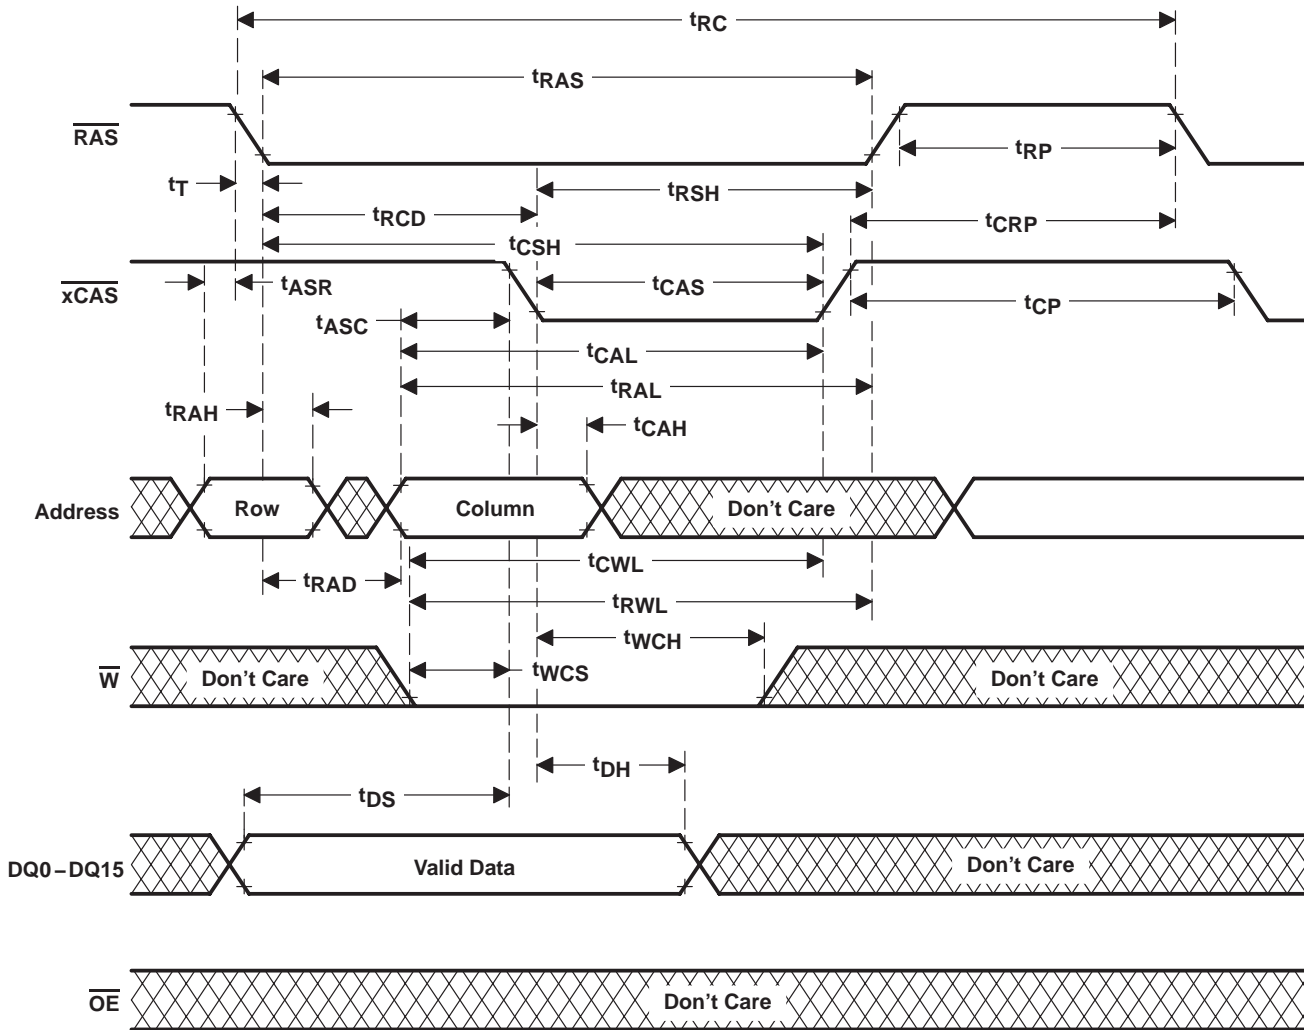 tRC
tRAS
RAS
tRP
tT
tRSH
tRCD
tCRP
tCSH
xCAS
tASR
tCAS
tCP
tASC
tCAL
tRAL
tRAH
tCAH
Address
Row
Column
Don't Care
tCWL
tRAD
tRWL
tWCH
W
Don't Care
tWCS
Don't Care
tDH
tDS
DQ0–DQ15
Valid Data
Don't Care
OE
Don't Care